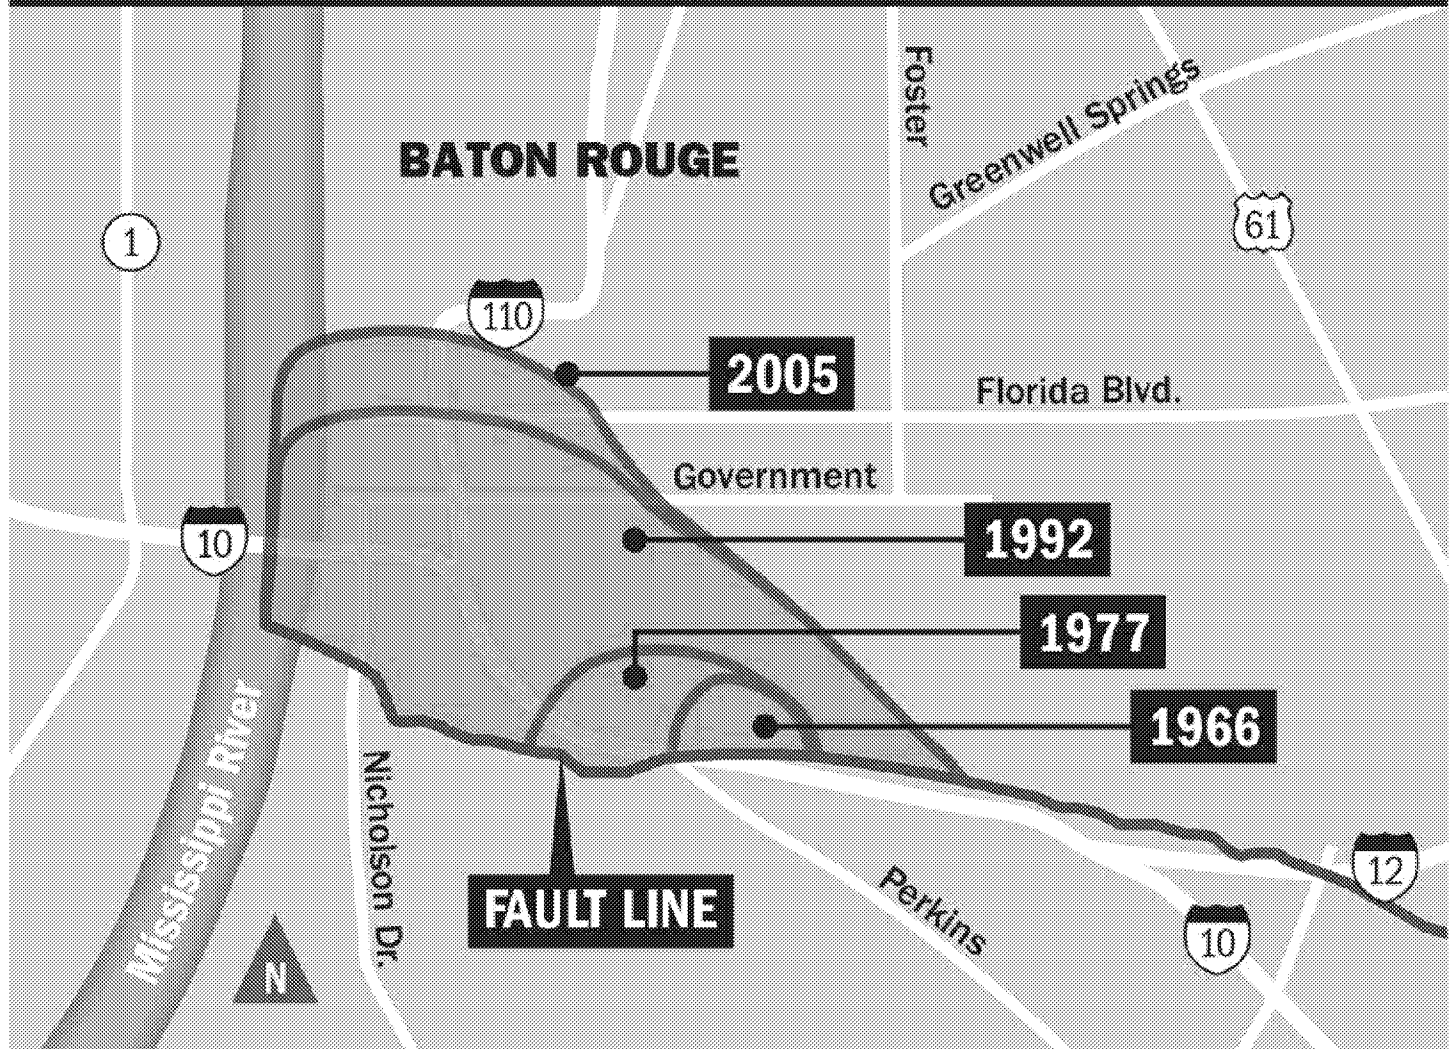 Foster
Greenwell Springs
BATON ROUGE
61
1
110
2005
Florida Blvd.
Government
10
1992
1977
1966
Mississippi River
Nicholson Dr.
FAULT LINE
Perkins
12
10
N